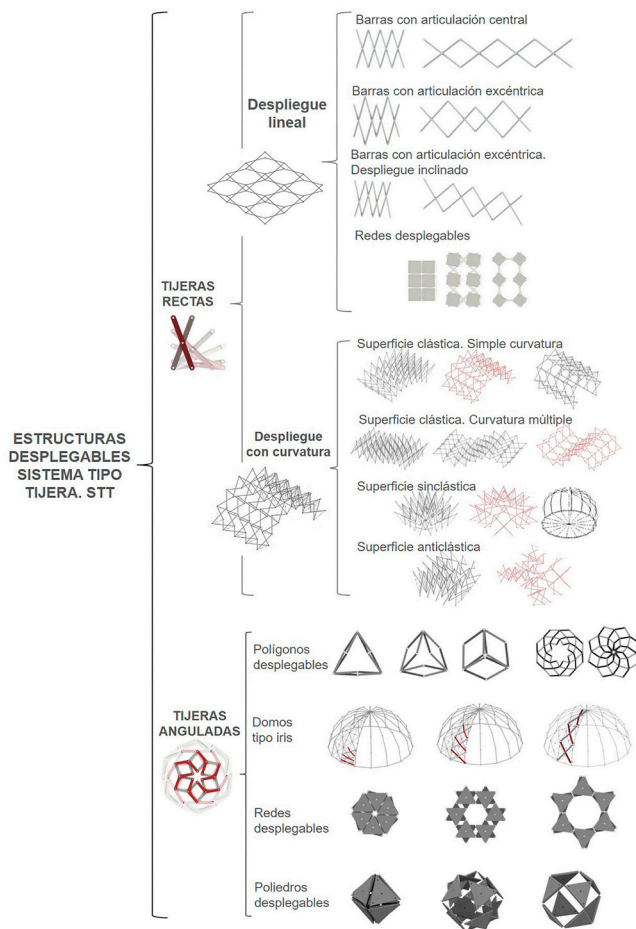 ESTRUCTURAS
DESPLEGABLES
SISTEMA TIPO
TIJERA. STT
TIJERAS
RECTAS
Despliegue
lineal
Barras con articulación central
Barras con articulación excéntrica
Barras con articulación excéntrica.
Despliegue inclinado
Redes desplegables
Despliegue
con curvatura
Superficie clástica. Simple curvatura
Superficie clástica. Curvatura múltiple
Superficie sinclástica
Superficie anticlástica
TIJERAS
ANGULADAS
Polígonos
desplegables
Domos
tipo iris
Redes
desplegables
Poliedros
desplegables